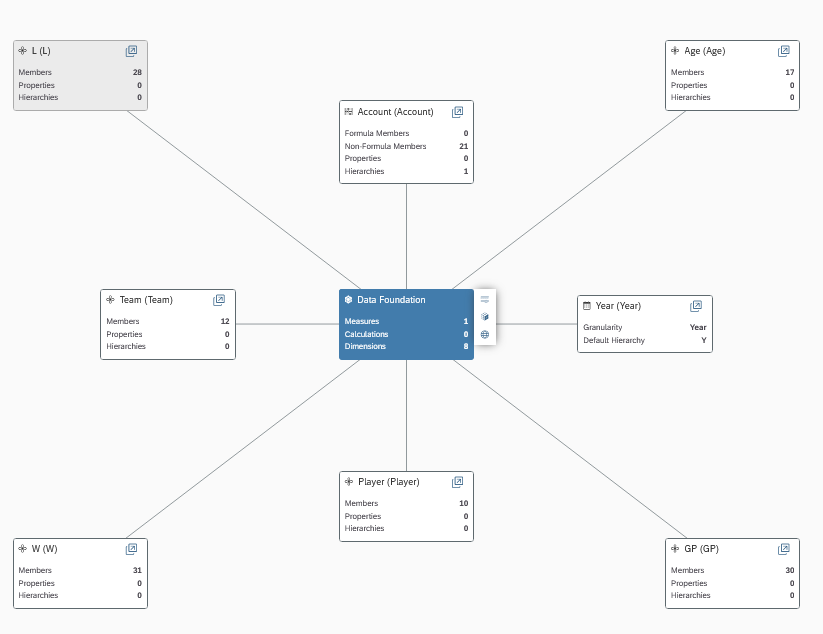 L (L)
Members 28
Properties 0
Hierarchies 0
Age (Age)
Members 17
Properties 0
Hierarchies 0
Account (Account)
Formula Members 0
Non-Formula Members 21
Properties 0
Hierarchies 1
Team (Team)
Members 12
Properties 0
Hierarchies 0
Data Foundation
Measures 1
Calculations 0
Dimensions 8
Year (Year)
Granularity Year
Default Hierarchy Y
Player (Player)
Members 10
Properties 0
Hierarchies 0
W (W)
Members 31
Properties 0
Hierarchies 0
GP (GP)
Members 30
Properties 0
Hierarchies 0